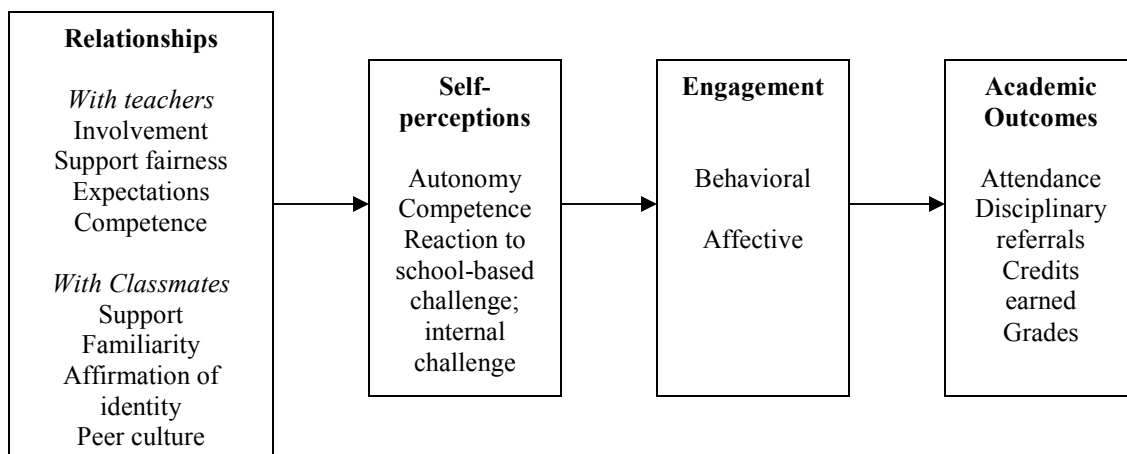 Relationships
With teachers
Involvement
Support fairness
Expectations
Competence
With Classmates
Support
Familiarity
Affirmation of
identity
Peer culture
Self-
perceptions
Autonomy
Competence
Reaction to
school-based
challenge;
internal
challenge
Engagement
Behavioral
Affective
Academic
Outcomes
Attendance
Disciplinary
referrals
Credits
earned
Grades